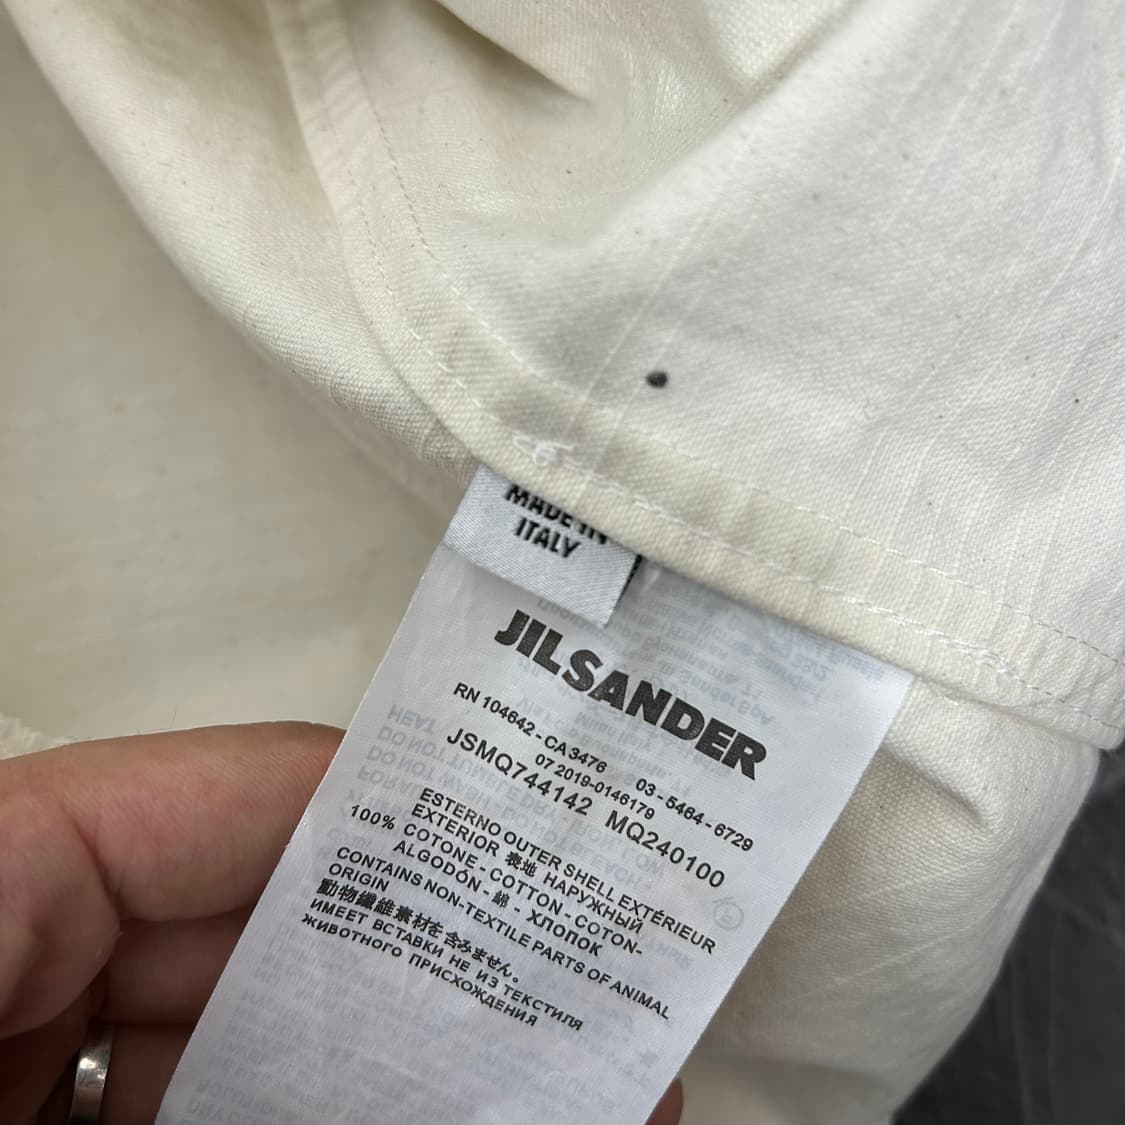 MADE IN
ITALY
JILSANDER
RN 104642 - CA 3476 03 - 5464 - 6729
07 2019-0146179
JSMQ744142 MQ240100
ESTERNO OUTER SHELL EXTÉRIEUR
EXTERIOR 表地 НАРУЖНЫЙ
100% COTONE - COTTON - COTON-
ALGODÓN - 綿 - ХЛОПОК
CONTAINS NON-TEXTILE PARTS OF ANIMAL
ORIGIN
動物繊維素材を含みません。
ИМЕЕТ ВСТАВКИ НЕ ИЗ ТЕКСТИЛЯ
ЖИВОТНОГО ПРИСХОЖДЕНИЯ